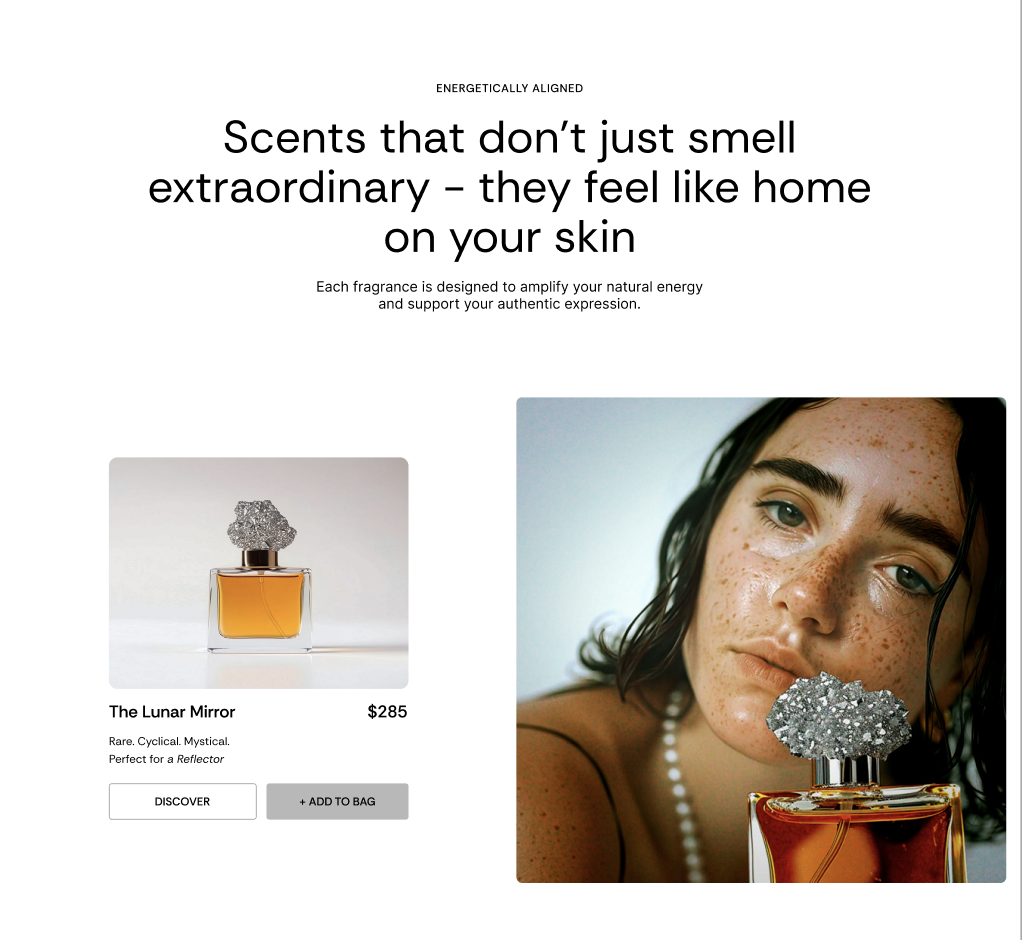 ENERGETICALLY ALIGNED
Scents that don’t just smell
extraordinary – they feel like home
on your skin
Each fragrance is designed to amplify your natural energy
and support your authentic expression.
The Lunar Mirror
$285
Rare. Cyclical. Mystical.
Perfect for a Reflector
DISCOVER
+ ADD TO BAG